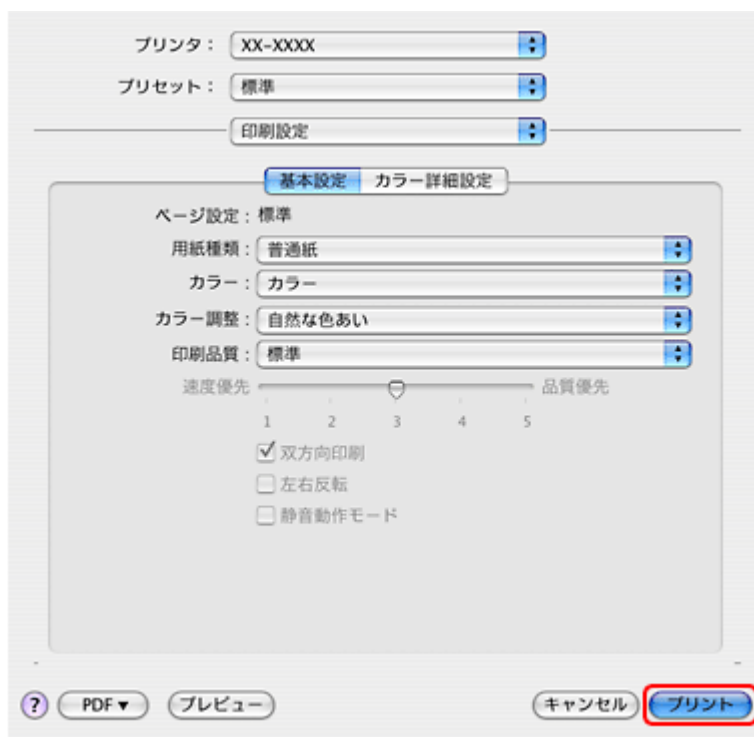 プリンタ： XX-XXXX
プリセット： 標準
印刷設定
基本設定 カラー詳細設定
ページ設定：標準
用紙種類： 普通紙
カラー： カラー
カラー調整： 自然な色あい
印刷品質： 標準
速度優先 品質優先
1 2 3 4 5
双方向印刷
左右反転
静音動作モード
? PDF▼ プレビュー キャンセル プリント